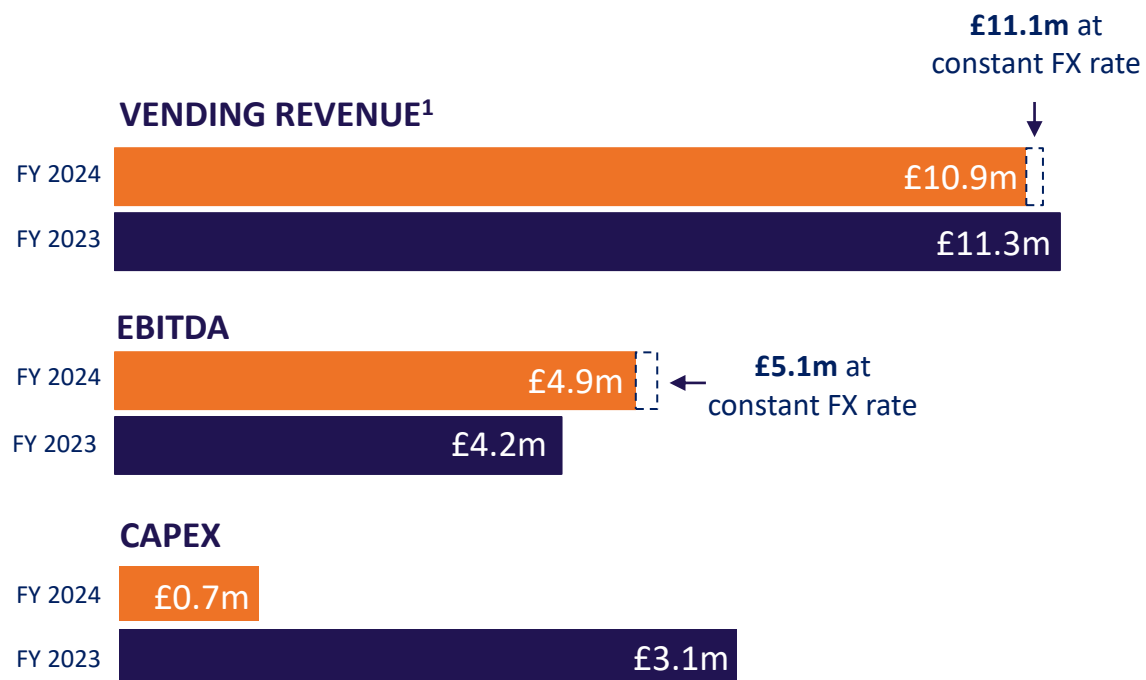 £11.1m at
constant FX rate
VENDING REVENUE¹
FY 2024
£10.9m
FY 2023
£11.3m
EBITDA
FY 2024
£4.9m
£5.1m at
constant FX rate
FY 2023
£4.2m
CAPEX
FY 2024
£0.7m
FY 2023
£3.1m